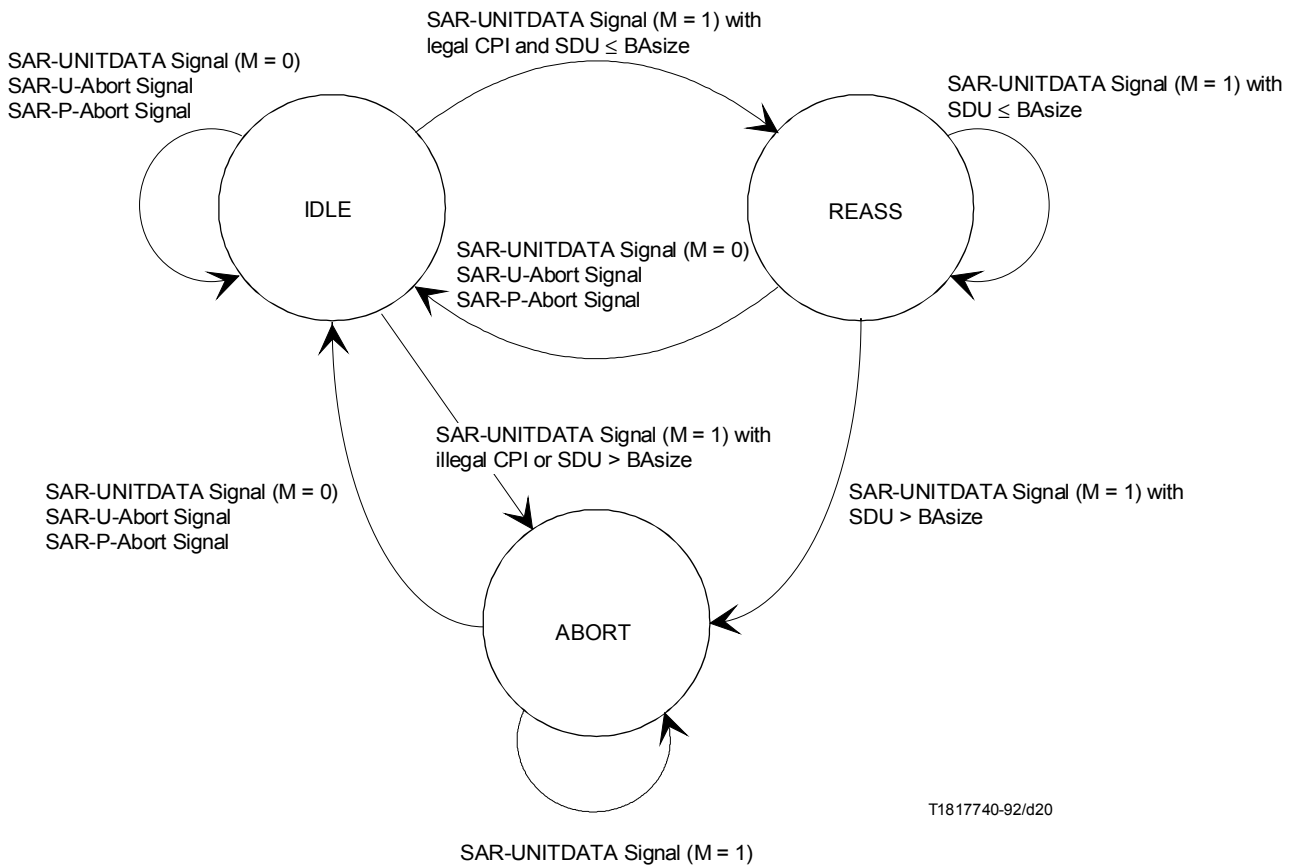 SAR-UNITDATA Signal (M = 1) with
legal CPI and SDU ≤ BAsize
SAR-UNITDATA Signal (M = 0)
SAR-U-Abort Signal
SAR-P-Abort Signal
SAR-UNITDATA Signal (M = 1) with
SDU ≤ BAsize
IDLE
REASS
SAR-UNITDATA Signal (M = 0)
SAR-U-Abort Signal
SAR-P-Abort Signal
SAR-UNITDATA Signal (M = 1) with
illegal CPI or SDU > BAsize
SAR-UNITDATA Signal (M = 0)
SAR-U-Abort Signal
SAR-P-Abort Signal
SAR-UNITDATA Signal (M = 1) with
SDU > BAsize
ABORT
T1817740-92/d20
SAR-UNITDATA Signal (M = 1)